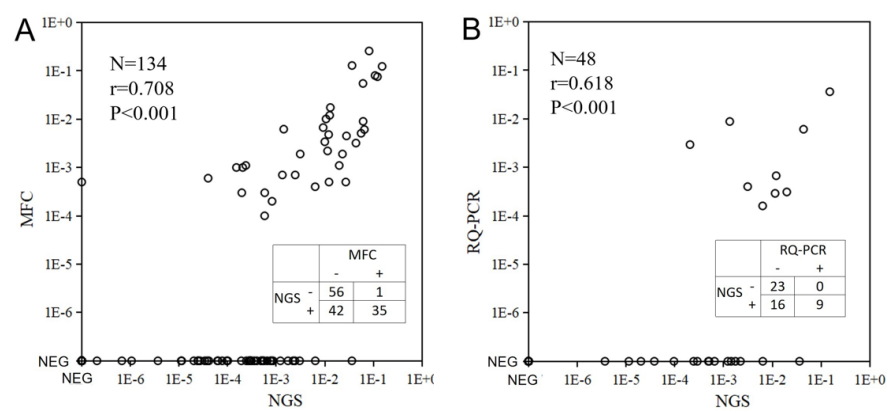 A
1E+0
1E-1
1E-2
1E-3
1E-4
1E-5
1E-6
NEG
MFC
N=134
r=0.708
P<0.001
MFC
- +
NGS - 56 1
+ 42 35
NEG 1E-6 1E-5 1E-4 1E-3 1E-2 1E-1 1E+0
NGS
B
1E+0
1E-1
1E-2
1E-3
1E-4
1E-5
1E-6
NEG
RQ-PCR
N=48
r=0.618
P<0.001
RQ-PCR
- +
NGS - 23 0
+ 16 9
NEG 1E-6 1E-5 1E-4 1E-3 1E-2 1E-1 1E+0
NGS